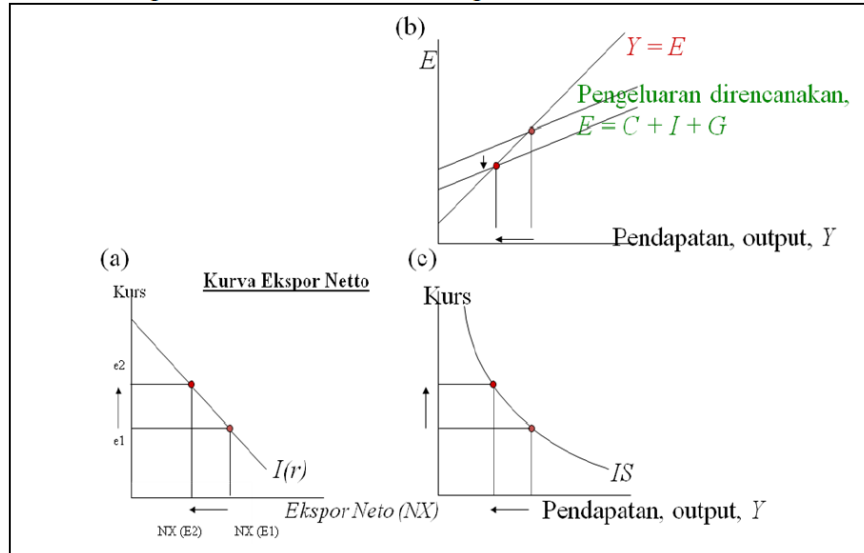 (b)
E
Y = E
Pengeluaran direncanakan,
E = C + I + G
Pendapatan, output, Y
(a)
Kurva Ekspor Netto
Kurs
e2
e1
I(r)
Ekspor Neto (NX)
NX (E2)
NX (E1)
(c)
Kurs
IS
Pendapatan, output, Y